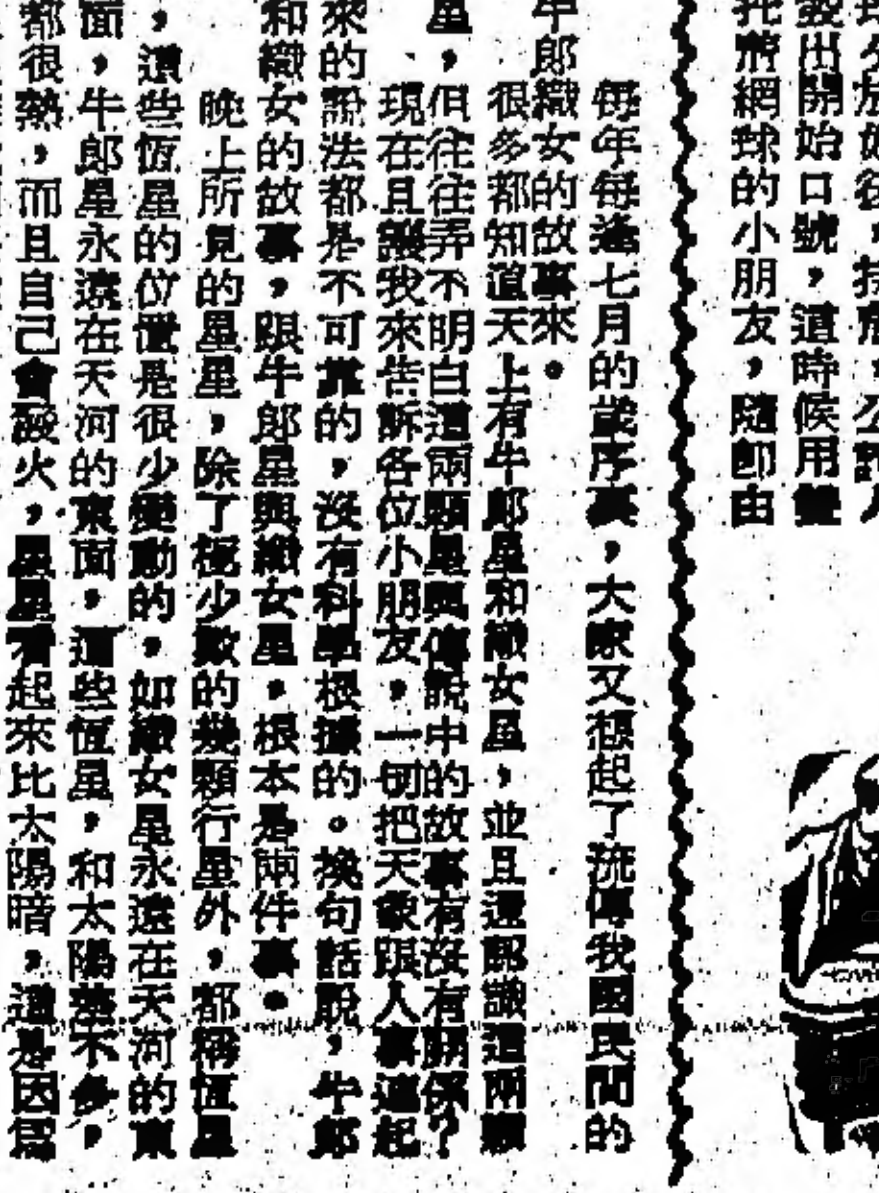 發出開始口號，這時候用雙
托牌網球的小朋友，隨即由
每年每逢七月的歲序裏，大家又想起了流傳我國民間的
牛郎織女的故事來。
很多都知道天上有牛郎星和織女星，並且還認識這兩顆
星，但往往弄不明白這兩顆星與傳說中的故事有沒有關係？
現在且讓我來告訴各位小朋友，一切把天象跟人事連起
來的說法都是不可靠的，沒有科學根據的。換句話說，牛郎
和織女的故事，跟牛郎星與織女星，根本是兩件事。
晚上所見的星星，除了極少數的幾顆行星外，都稱恆星
，這些恆星的位置是很少變動的，如織女星永遠在天河的東
面，牛郎星永遠在天河的東面，這些恆星，和太陽差不多，
都很熱，而且自己會發火，星星看起來比太陽暗，這是因為